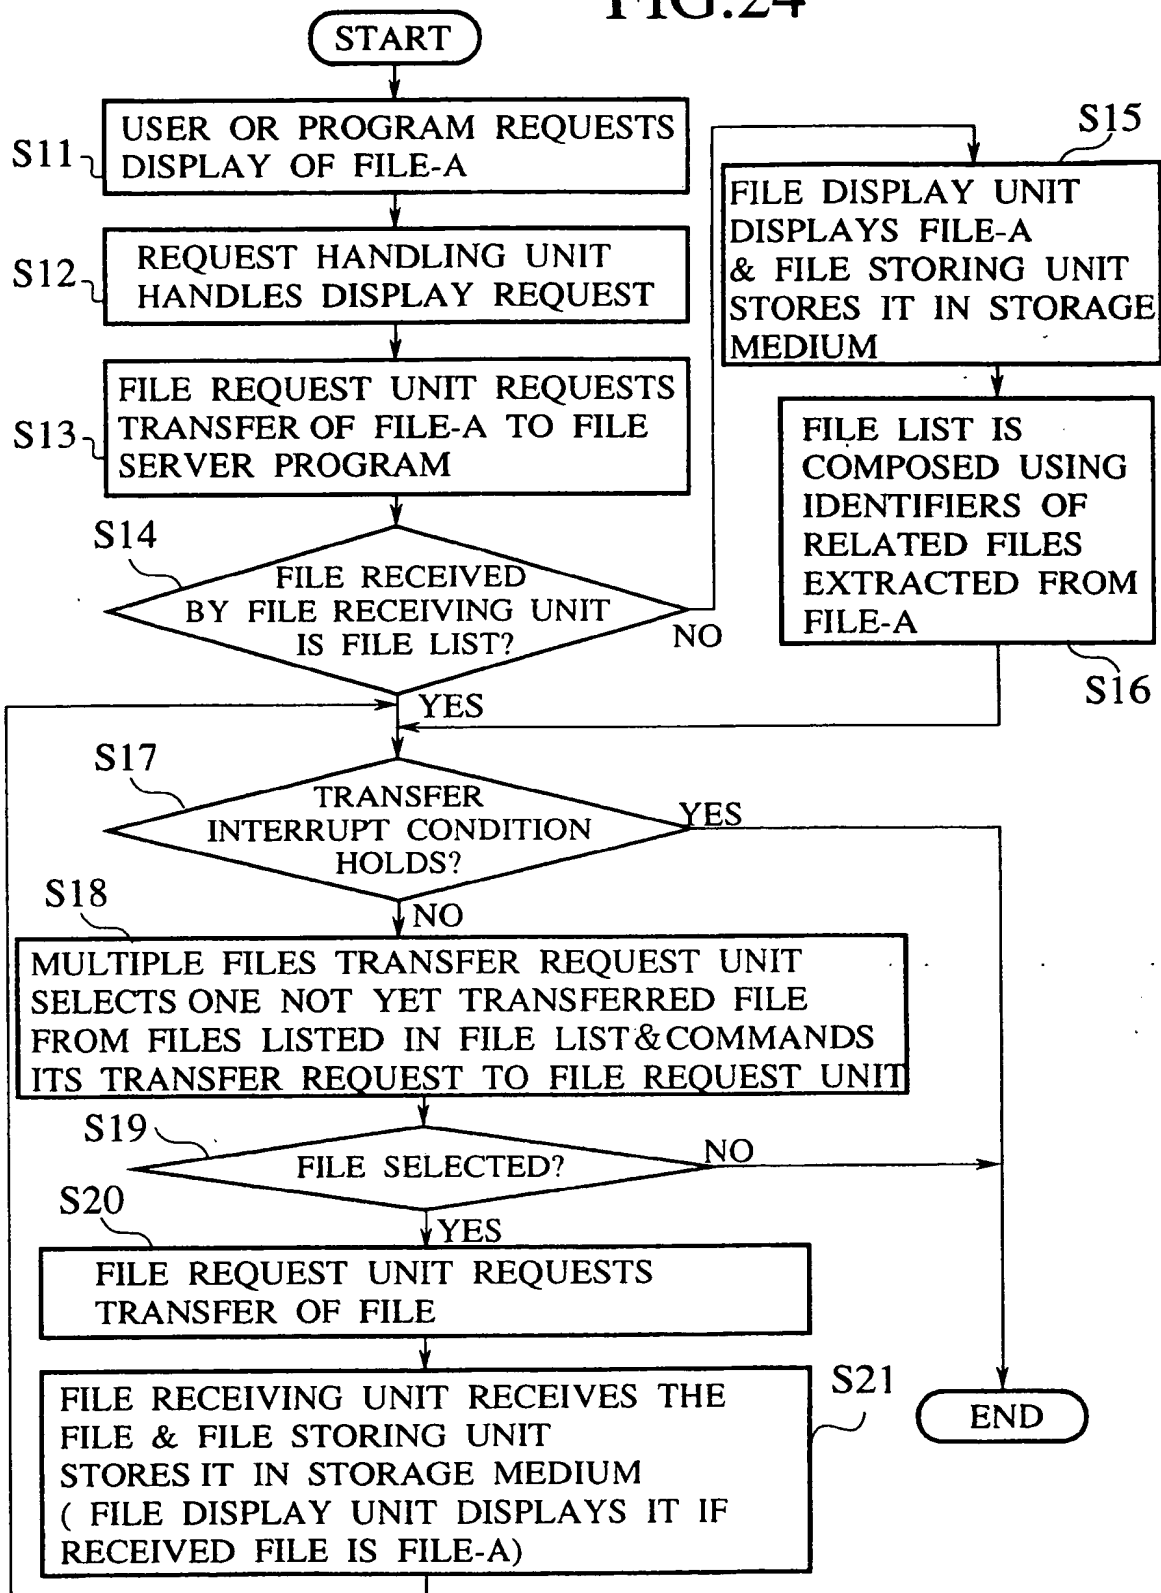 FIG.24
START
S11
USER OR PROGRAM REQUESTS
DISPLAY OF FILE-A
S12
REQUEST HANDLING UNIT
HANDLES DISPLAY REQUEST
S13
FILE REQUEST UNIT REQUESTS
TRANSFER OF FILE-A TO FILE
SERVER PROGRAM
S14
FILE RECEIVED
BY FILE RECEIVING UNIT
IS FILE LIST?
NO
YES
S15
FILE DISPLAY UNIT
DISPLAYS FILE-A
& FILE STORING UNIT
STORES IT IN STORAGE
MEDIUM
FILE LIST IS
COMPOSED USING
IDENTIFIERS OF
RELATED FILES
EXTRACTED FROM
FILE-A
S16
S17
TRANSFER
INTERRUPT CONDITION
HOLDS?
YES
NO
S18
MULTIPLE FILES TRANSFER REQUEST UNIT
SELECTS ONE NOT YET TRANSFERRED FILE
FROM FILES LISTED IN FILE LIST&COMMANDS
ITS TRANSFER REQUEST TO FILE REQUEST UNIT
S19
FILE SELECTED?
NO
YES
S20
FILE REQUEST UNIT REQUESTS
TRANSFER OF FILE
S21
FILE RECEIVING UNIT RECEIVES THE
FILE & FILE STORING UNIT
STORES IT IN STORAGE MEDIUM
( FILE DISPLAY UNIT DISPLAYS IT IF
RECEIVED FILE IS FILE-A)
END